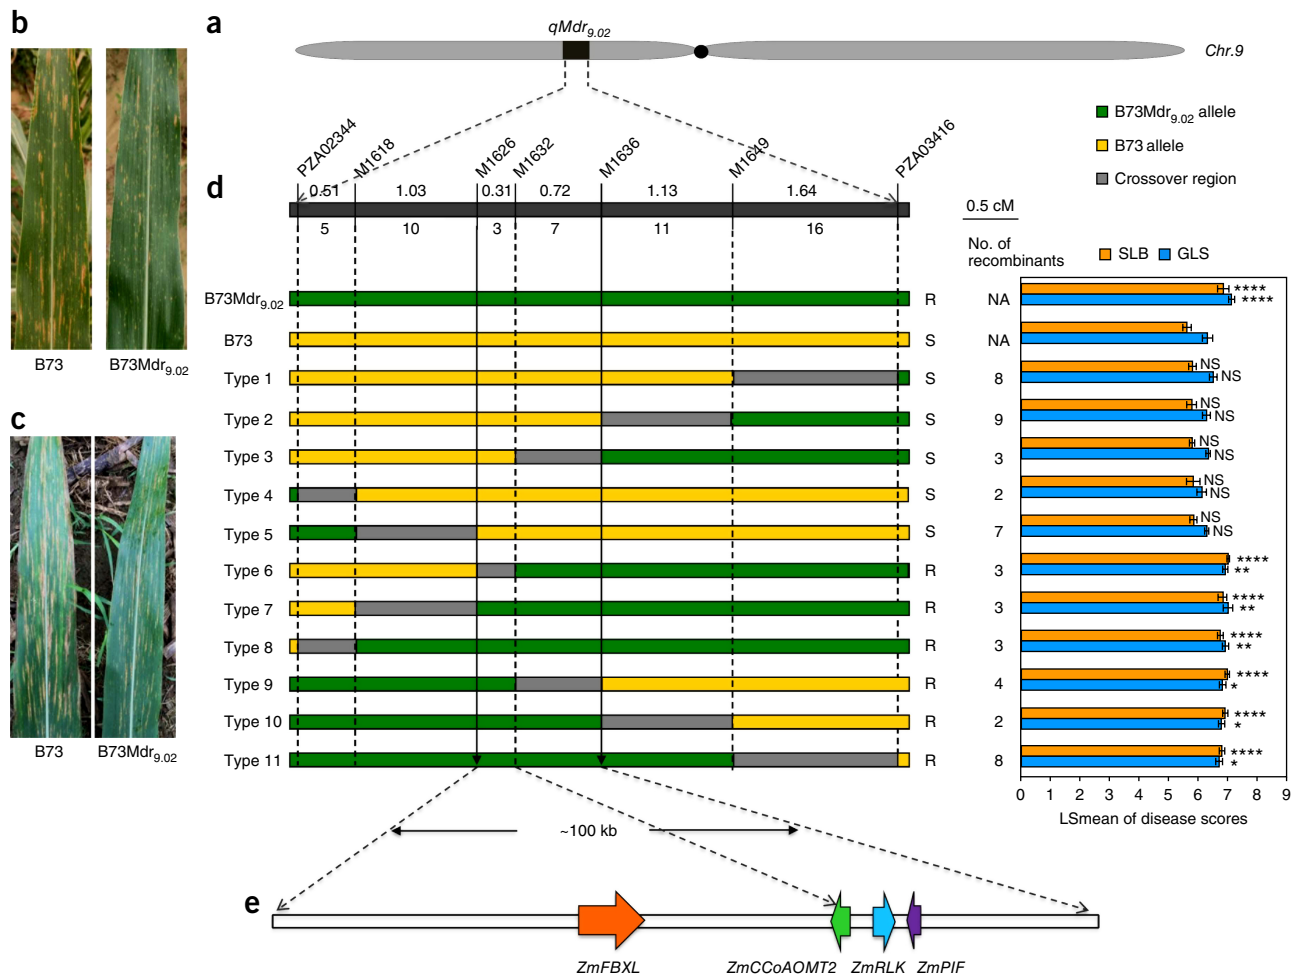 b
a
qMdr9.02
Chr.9
B73Mdr9.02 allele
B73 allele
Crossover region
B73
B73Mdr9.02
c
B73
B73Mdr9.02
d
PZA02344
M1618
M1626
M1632
M1636
M1649
PZA03416
0.51 1.03 0.31 0.72 1.13 1.64
5 10 3 7 11 16
0.5 cM
No. of
recombinants
SLB GLS
B73Mdr9.02 R NA **** ****
B73 S NA
Type 1 S 8 NS NS
Type 2 S 9 NS NS
Type 3 S 3 NS NS
Type 4 S 2 NS NS
Type 5 S 7 NS NS
Type 6 R 3 **** **
Type 7 R 3 **** **
Type 8 R 3 **** **
Type 9 R 4 **** *
Type 10 R 2 **** *
Type 11 R 8 **** *
0 1 2 3 4 5 6 7 8 9
LSmean of disease scores
~100 kb
e
ZmFBXL ZmCCoAOMT2 ZmRLK ZmPIF